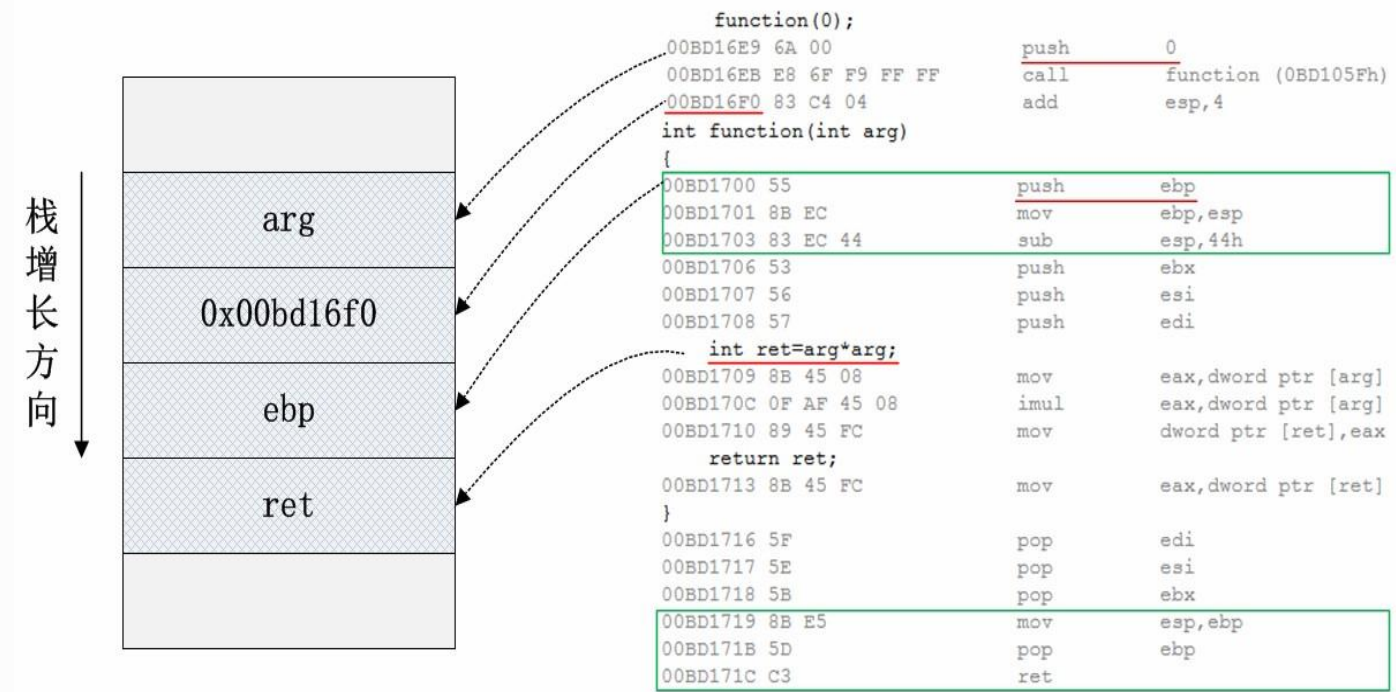 栈增长方向
arg
0x00bd16f0
ebp
ret
function(0);
00BD16E9 6A 00 push 0
00BD16EB E8 6F F9 FF FF call function (0BD105Fh)
00BD16F0 83 C4 04 add esp,4
int function(int arg)
{
00BD1700 55 push ebp
00BD1701 8B EC mov ebp,esp
00BD1703 83 EC 44 sub esp,44h
00BD1706 53 push ebx
00BD1707 56 push esi
00BD1708 57 push edi
int ret=arg*arg;
00BD1709 8B 45 08 mov eax,dword ptr [arg]
00BD170C 0F AF 45 08 imul eax,dword ptr [arg]
00BD1710 89 45 FC mov dword ptr [ret],eax
return ret;
00BD1713 8B 45 FC mov eax,dword ptr [ret]
}
00BD1716 5F pop edi
00BD1717 5E pop esi
00BD1718 5B pop ebx
00BD1719 8B E5 mov esp,ebp
00BD171B 5D pop ebp
00BD171C C3 ret